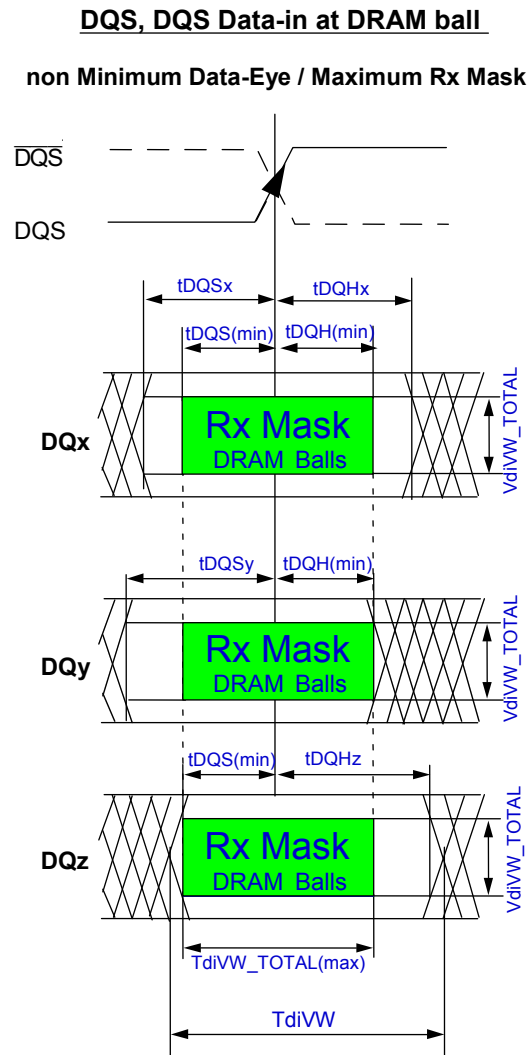 DQS, DQS Data-in at DRAM ball
non Minimum Data-Eye / Maximum Rx Mask
DQS
DQS
tDQSx
tDQHx
tDQS(min)
tDQH(min)
DQx
Rx Mask
DRAM Balls
VdiVW_TOTAL
tDQSy
tDQH(min)
DQy
Rx Mask
DRAM Balls
VdiVW_TOTAL
tDQS(min)
tDQHz
DQz
Rx Mask
DRAM Balls
VdiVW_TOTAL
TdiVW_TOTAL(max)
TdiVW